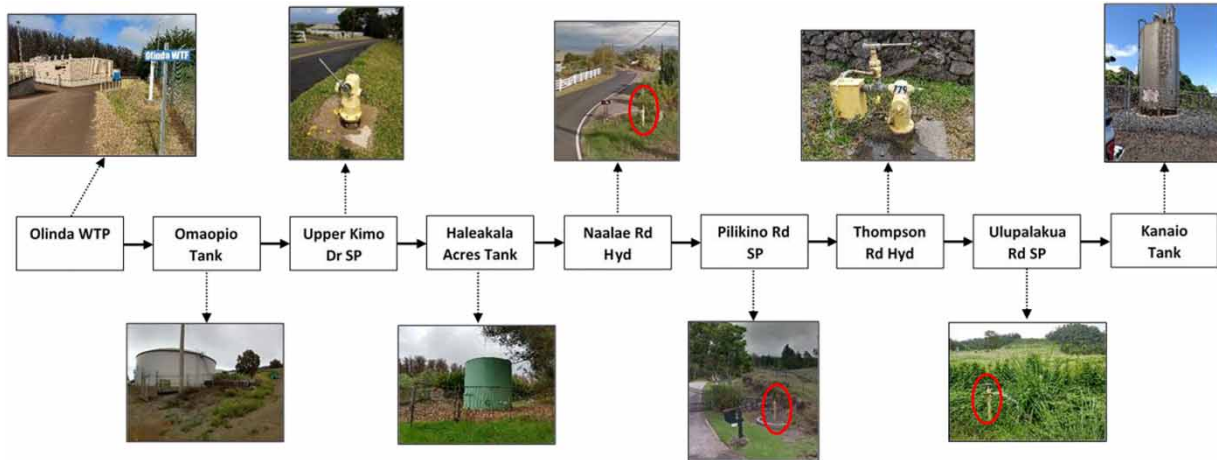 Olinda WTF
779
Olinda WTP
Omaopio
Tank
Upper Kimo
Dr SP
Haleakala
Acres Tank
Naalae Rd
Hyd
Pilikino Rd
SP
Thompson
Rd Hyd
Ulupalakua
Rd SP
Kanaio
Tank